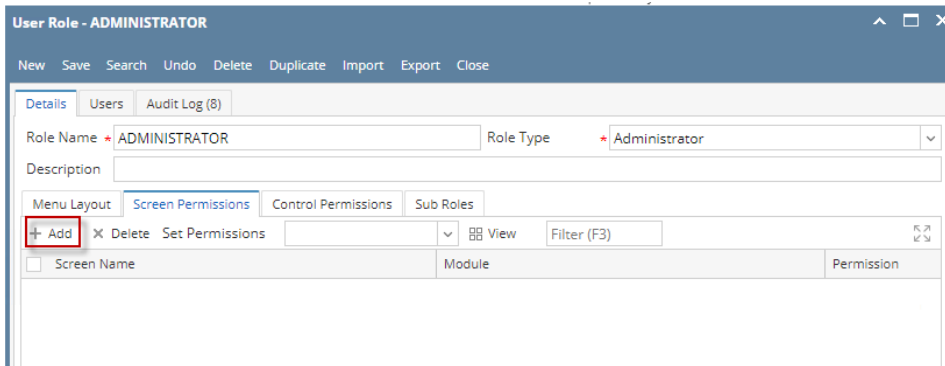 User Role - ADMINISTRATOR
New Save Search Undo Delete Duplicate Import Export Close
Details Users Audit Log (8)
Role Name * ADMINISTRATOR Role Type * Administrator
Description
Menu Layout Screen Permissions Control Permissions Sub Roles
+ Add × Delete Set Permissions View Filter (F3)
Screen Name Module Permission